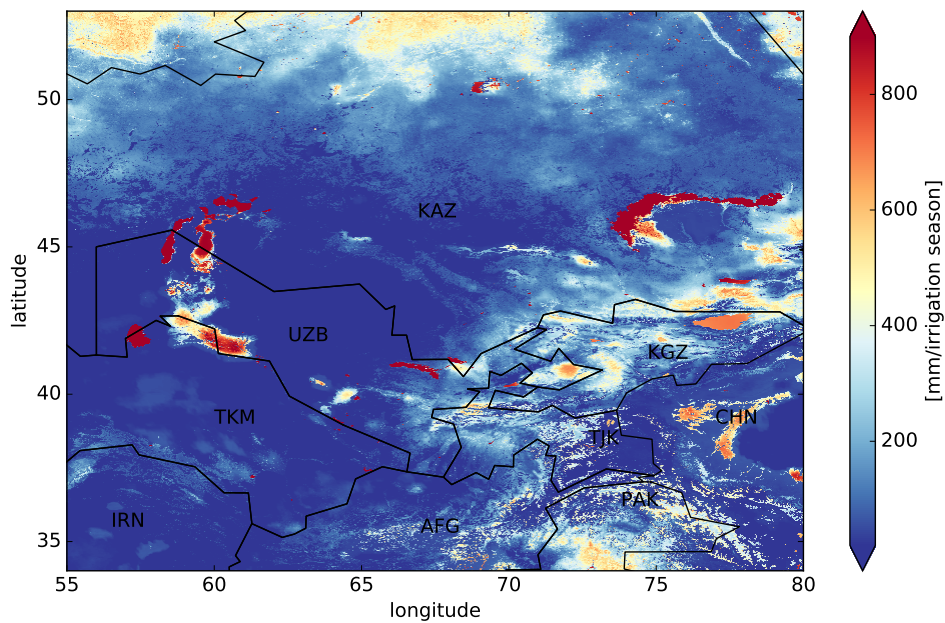 50
45
40
35
latitude
55
60
65
70
75
80
longitude
KAZ
UZB
KGZ
TKM
CHN
TJK
PAK
IRN
AFG
800
600
400
200
[mm/irrigation season]